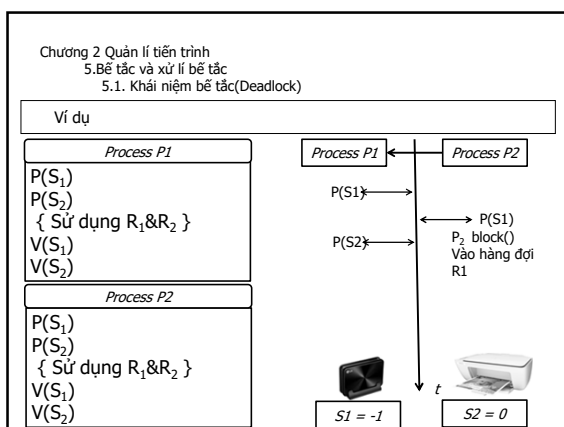 Chương 2 Quản lí tiến trình
5.Bế tắc và xử lí bế tắc
5.1. Khái niệm bế tắc(Deadlock)
Ví dụ
Process P1
P(S₁)
P(S₂)
{ Sử dụng R₁&R₂ }
V(S₁)
V(S₂)
Process P2
P(S₁)
P(S₂)
{ Sử dụng R₁&R₂ }
V(S₁)
V(S₂)
Process P1
Process P2
P(S1)
P(S1)
P₂ block()
Vào hàng đợi
R1
P(S2)
t
S1 = -1
S2 = 0